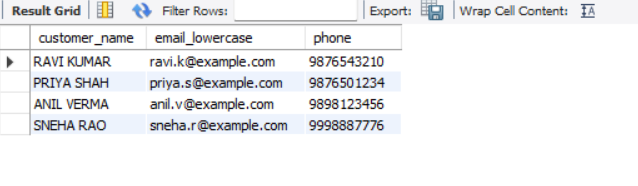 Result Grid Filter Rows: Export: Wrap Cell Content: IA
customer_name email_lowercase phone
RAVI KUMAR ravi.k@example.com 9876543210
PRIYA SHAH priya.s@example.com 9876501234
ANIL VERMA anil.v@example.com 9898123456
SNEHA RAO sneha.r@example.com 9998887776